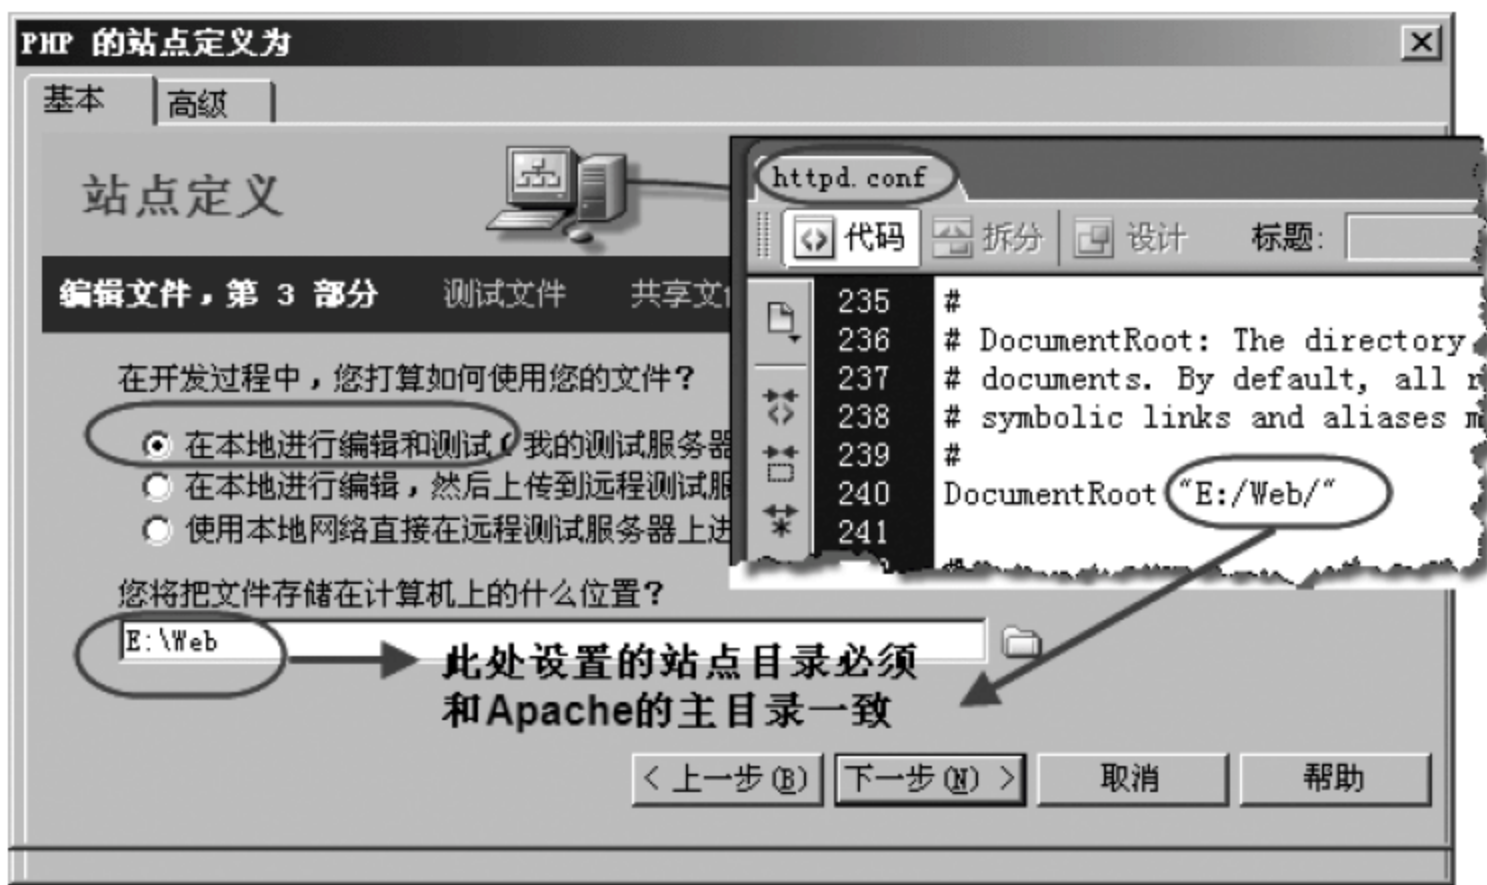 PHP 的站点定义为
基本 高级
站点定义
编辑文件，第 3 部分 测试文件 共享文
在开发过程中，您打算如何使用您的文件？
在本地进行编辑和测试（我的测试服务器
在本地进行编辑，然后上传到远程测试服
使用本地网络直接在远程测试服务器上进
您将把文件存储在计算机上的什么位置？
E:\Web
此处设置的站点目录必须
和Apache的主目录一致
< 上一步(B) 下一步(N) > 取消 帮助
httpd.conf
代码 拆分 设计 标题:
235 #
236 # DocumentRoot: The directory
237 # documents. By default, all
238 # symbolic links and aliases
239 #
240 DocumentRoot "E:/Web/"
241